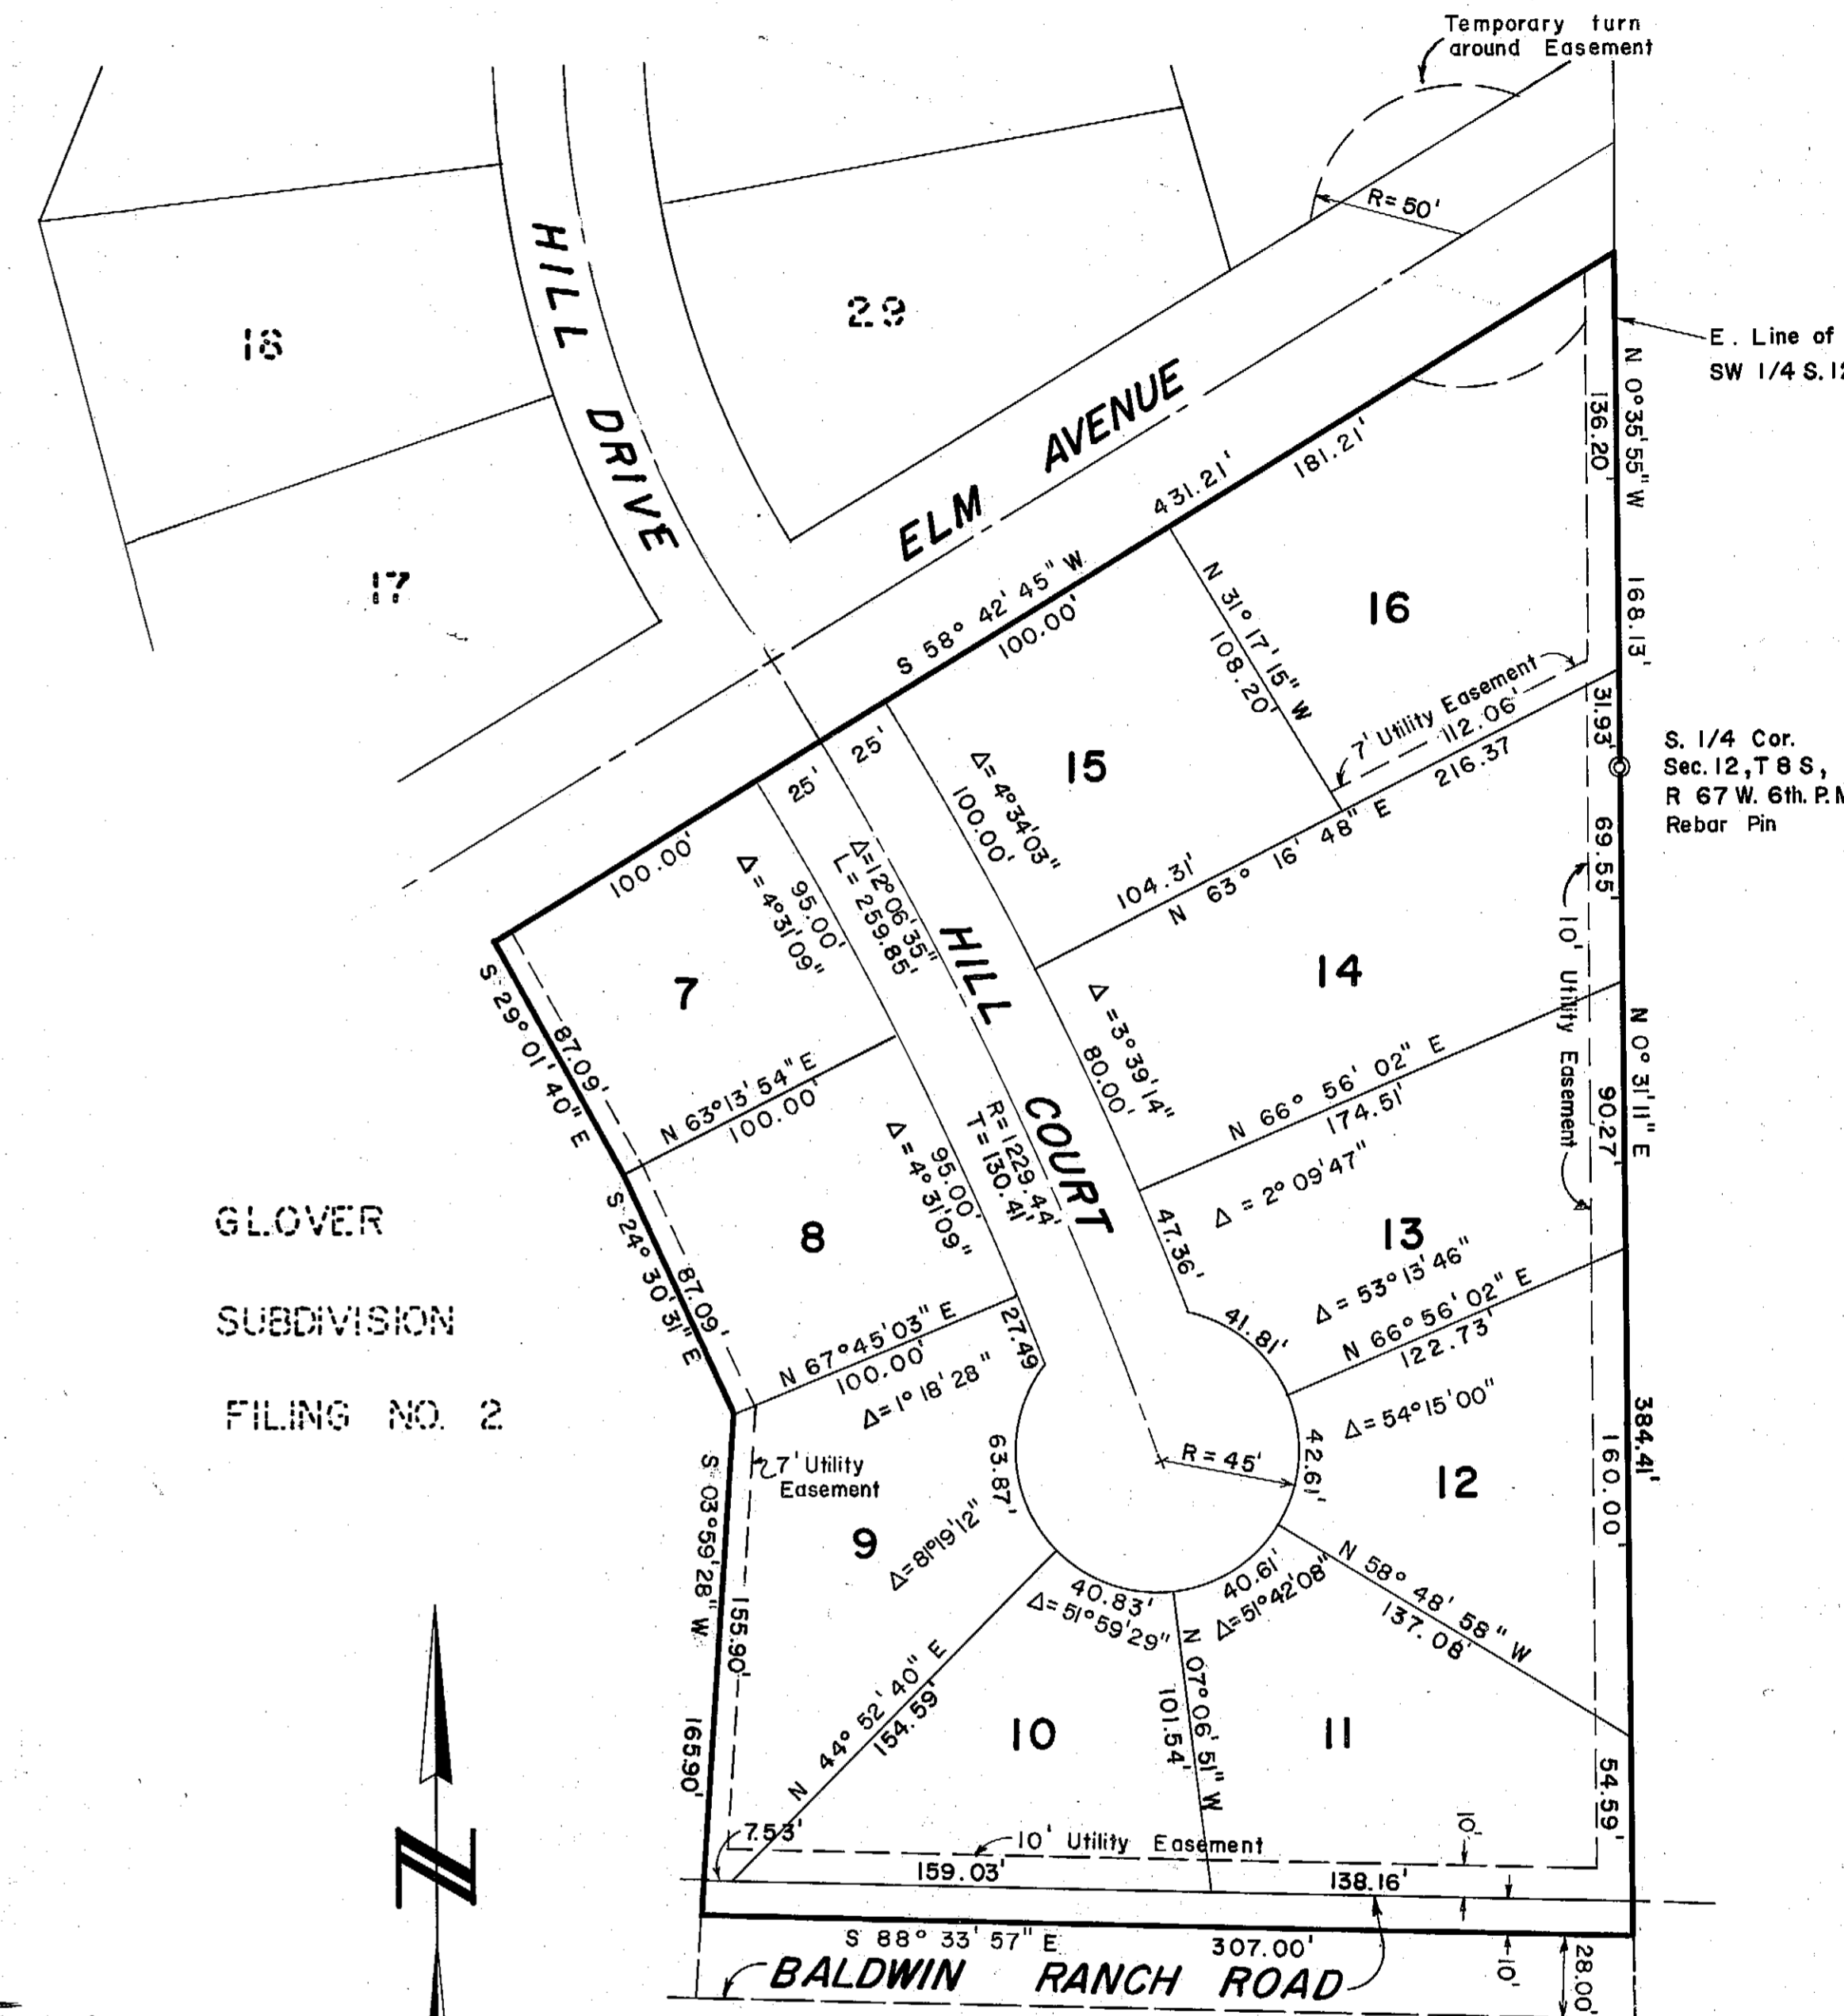 Temporary turn
around Easement
R=50'
HILL DRIVE
18
29
17
ELM AVENUE
E. Line of
SW 1/4 S.12
N 0°35'55" W 168.13'
136.20'
431.21'
181.21'
S 58° 42' 45" W
100.00'
16
N 31° 17' 15" W
108.20'
7' Utility Easement
112.06'
216.37
31.93'
S. 1/4 Cor.
Sec. 12, T 8 S,
R 67 W. 6th. P.M
Rebar Pin
25'
25'
15
Δ= 4°34'03"
100.00'
104.31'
N 63° 16' 48" E
69.55'
10' Utility Easement
100.00'
95.00'
Δ= 4°31'09"
Δ=12°06'35"
L= 259.85'
HILL COURT
7
14
S 29° 01' 40" E
87.09'
N 63°13'54" E
100.00'
Δ =3°39'14"
80.00'
N 66° 56' 02" E
174.51'
N 0° 31'11" E
90.27'
R=1229.44'
T=130.41'
95.00'
Δ= 4°31'09"
8
Δ = 2° 09'47"
47.36'
13
GLOVER
SUBDIVISION
FILING NO. 2
S 24° 30'31" E
87.09'
N 67°45'03" E
100.00'
27.49
Δ= 1° 18' 28"
41.81'
Δ = 53°13'46"
N 66°56'02" E
122.73'
Δ= 54°15'00"
384.41'
160.00'
7' Utility
Easement
63.87'
R = 45'
42.61'
12
S 03°59'28" W
155.90'
165.90'
9
Δ=81°19'12"
40.83'
Δ=51°59'29"
40.61'
Δ=51°42'08"
N 58° 48' 58" W
137.08'
N 44° 52' 40" E
154.59'
10
N 07°06'51" W
101.54'
11
54.59'
7.53'
10' Utility Easement
10'
159.03'
138.16'
S 88° 33' 57" E 307.00'
10'
28.00'
BALDWIN RANCH ROAD
N